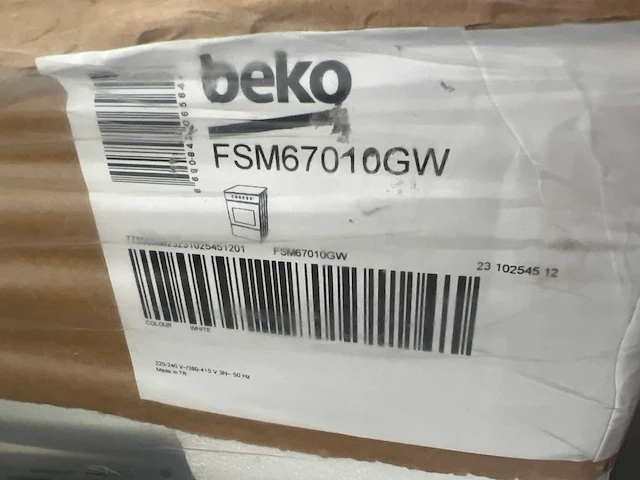 beko
FSM67010GW
FSM67010GW
23 102545 12
COLOUR WHITE
220-240 V~/380-415 V 3N~ 50 Hz
Made in TR